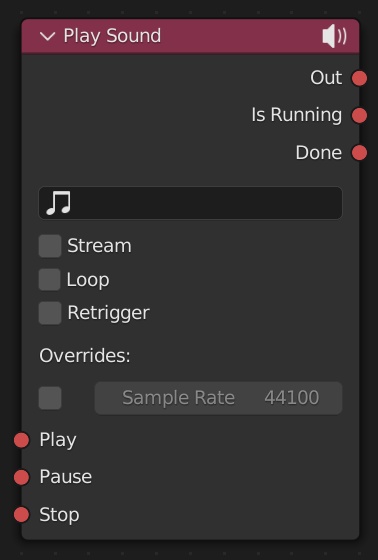 Play Sound
Out
Is Running
Done
Stream
Loop
Retrigger
Overrides:
Sample Rate 44100
Play
Pause
Stop